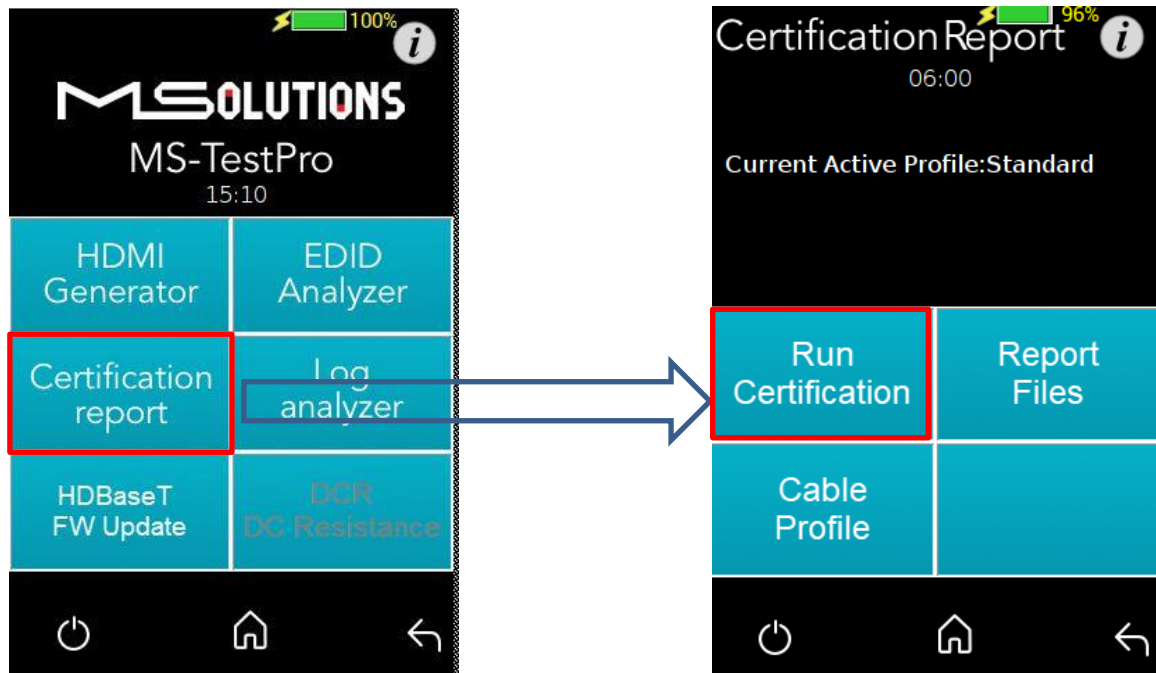 100%
i
MSOLUTIONS
MS-TestPro
15:10
HDMI
Generator
EDID
Analyzer
Certification
report
Log
analyzer
HDBaseT
FW Update
DCR
DC Resistance
96%
Certification Report
i
06:00
Current Active Profile:Standard
Run
Certification
Report
Files
Cable
Profile